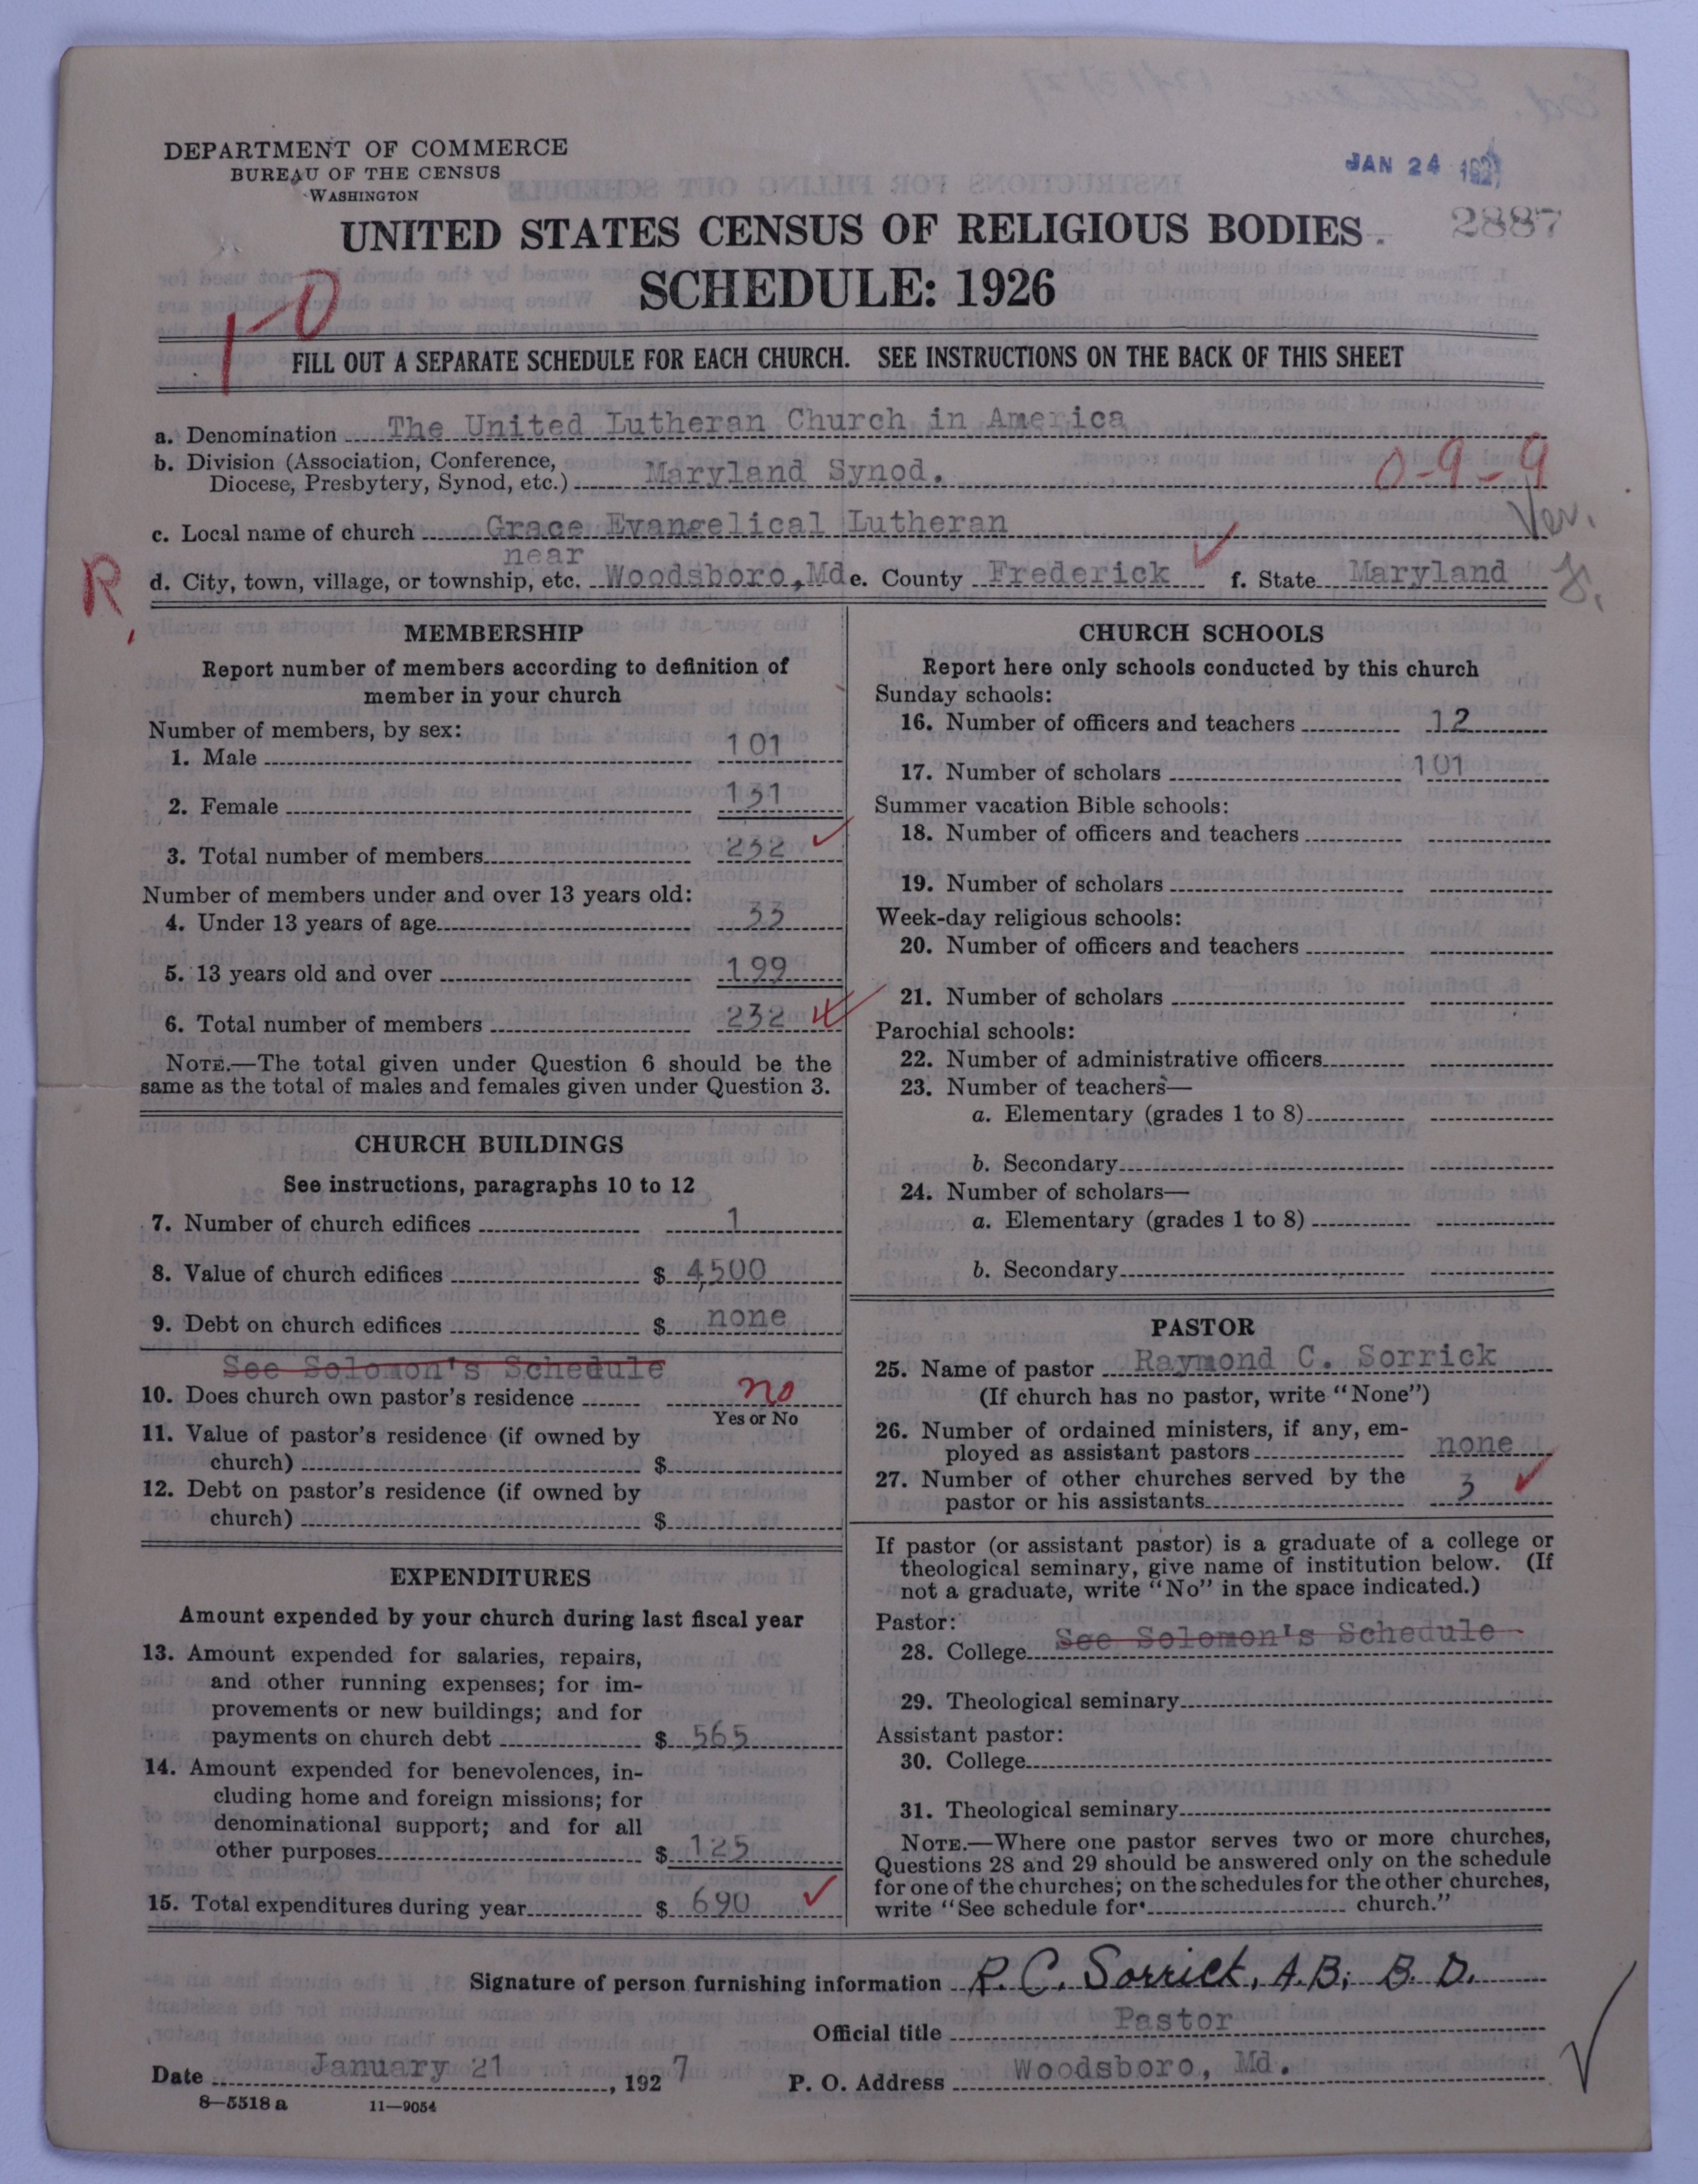 DEPARTMENT OF COMMERCE
BUREAU OF THE CENSUS
WASHINGTON
JAN 24 1927
2887
UNITED STATES CENSUS OF RELIGIOUS BODIES
SCHEDULE: 1926
1-0
FILL OUT A SEPARATE SCHEDULE FOR EACH CHURCH. SEE INSTRUCTIONS ON THE BACK OF THIS SHEET
a. Denomination The United Lutheran Church in America
b. Division (Association, Conference, Diocese, Presbytery, Synod, etc.) Maryland Synod.
0-9-9
Ver.
c. Local name of church Grace Evangelical Lutheran
near
R, d. City, town, village, or township, etc. Woodsboro, Md e. County Frederick f. State Maryland
MEMBERSHIP
Report number of members according to definition of
member in your church
Number of members, by sex:
1. Male 101
2. Female 131
3. Total number of members 232
Number of members under and over 13 years old:
4. Under 13 years of age 33
5. 13 years old and over 199
6. Total number of members 232
NOTE.—The total given under Question 6 should be the
same as the total of males and females given under Question 3.
CHURCH BUILDINGS
See instructions, paragraphs 10 to 12
7. Number of church edifices 1
8. Value of church edifices $ 4,500
9. Debt on church edifices $ none
See Solomon's Schedule
10. Does church own pastor's residence no
Yes or No
11. Value of pastor's residence (if owned by
church) $
12. Debt on pastor's residence (if owned by
church) $
EXPENDITURES
Amount expended by your church during last fiscal year
13. Amount expended for salaries, repairs,
and other running expenses; for im-
provements or new buildings; and for
payments on church debt $ 565
14. Amount expended for benevolences, in-
cluding home and foreign missions; for
denominational support; and for all
other purposes $ 125
15. Total expenditures during year $ 690
CHURCH SCHOOLS
Report here only schools conducted by this church
Sunday schools:
16. Number of officers and teachers 12
17. Number of scholars 101
Summer vacation Bible schools:
18. Number of officers and teachers
19. Number of scholars
Week-day religious schools:
20. Number of officers and teachers
21. Number of scholars
Parochial schools:
22. Number of administrative officers
23. Number of teachers—
a. Elementary (grades 1 to 8)
b. Secondary
24. Number of scholars—
a. Elementary (grades 1 to 8)
b. Secondary
PASTOR
25. Name of pastor Raymond C. Sorrick
(If church has no pastor, write "None")
26. Number of ordained ministers, if any, em-
ployed as assistant pastors none
27. Number of other churches served by the
pastor or his assistants 3
If pastor (or assistant pastor) is a graduate of a college or
theological seminary, give name of institution below. (If
not a graduate, write "No" in the space indicated.)
Pastor:
28. College See Solomon's Schedule
29. Theological seminary
Assistant pastor:
30. College
31. Theological seminary
NOTE.—Where one pastor serves two or more churches,
Questions 28 and 29 should be answered only on the schedule
for one of the churches; on the schedules for the other churches,
write "See schedule for church."
Signature of person furnishing information R. C. Sorrick, A.B., B.D.
Official title Pastor
Date January 21, 1927 P. O. Address Woodsboro, Md.
8—5518 a 11—9054